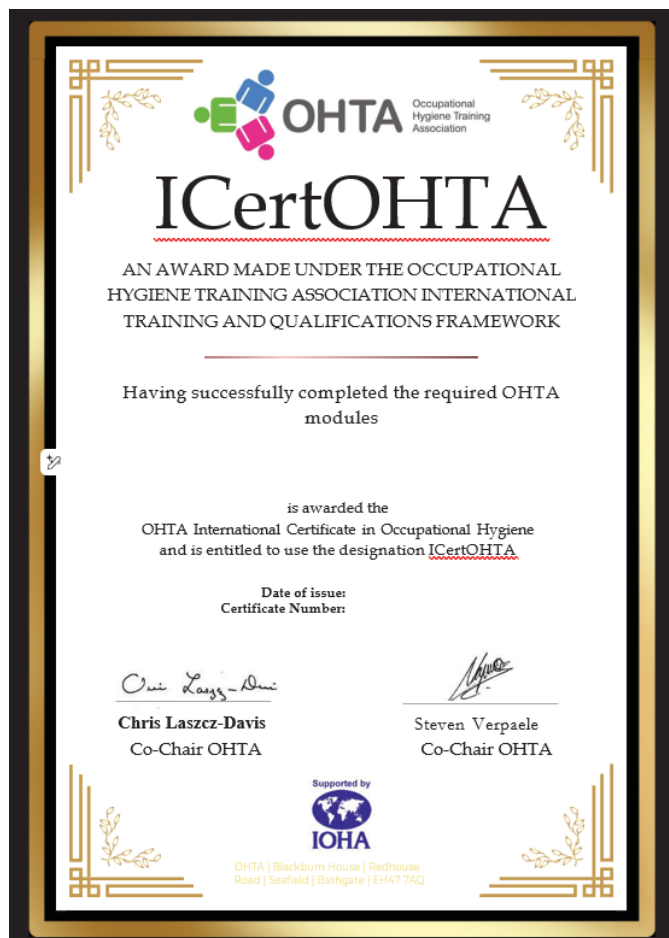 OHTA
Occupational
Hygiene Training
Association
ICertOHTA
AN AWARD MADE UNDER THE OCCUPATIONAL
HYGIENE TRAINING ASSOCIATION INTERNATIONAL
TRAINING AND QUALIFICATIONS FRAMEWORK
Having successfully completed the required OHTA
modules
is awarded the
OHTA International Certificate in Occupational Hygiene
and is entitled to use the designation ICertOHTA
Date of issue:
Certificate Number:
Chris Laszcz-Davis
Co-Chair OHTA
Steven Verpaele
Co-Chair OHTA
Supported by
IOHA
OHTA | Blackburn House | Redhouse
Road | Seafield | Bathgate | EH47 7AQ